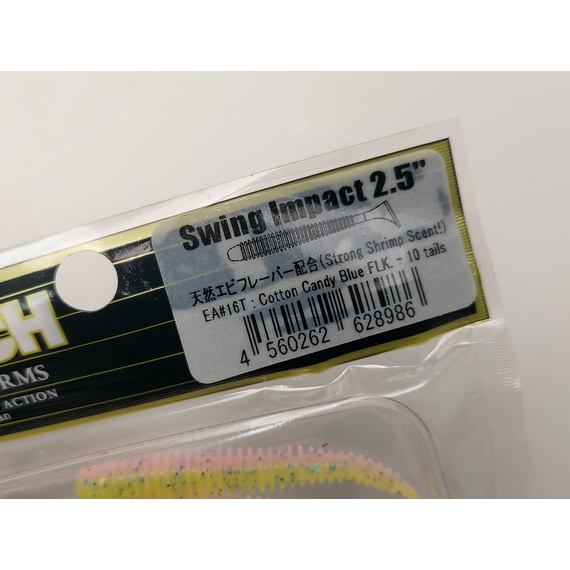 Swing Impact 2.5"
天然エビフレーバー配合(Strong Shrimp Scent!)
EA#16T : Cotton Candy Blue FLK. - 10 tails
4 560262 628986
CH
RMS
ACTION
an